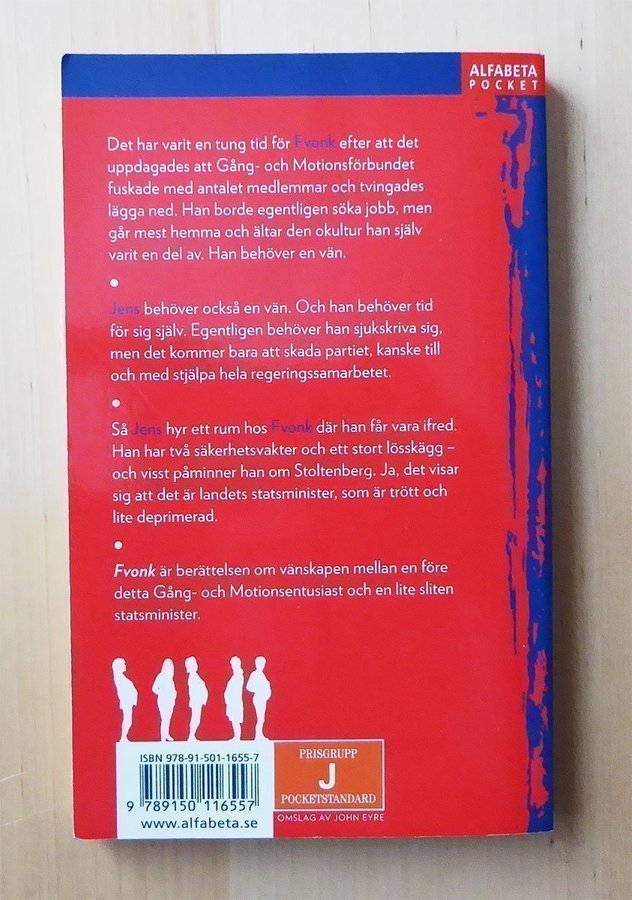 ALFABETA
POCKET
Det har varit en tung tid för Fvonk efter att det
uppdagades att Gång- och Motionsförbundet
fuskade med antalet medlemmar och tvingades
lägga ned. Han borde egentligen söka jobb, men
går mest hemma och ältar den okultur han själv
varit en del av. Han behöver en vän.
•
Jens behöver också en vän. Och han behöver tid
för sig själv. Egentligen behöver han sjukskriva sig,
men det kommer bara att skada partiet, kanske till
och med stjälpa hela regeringssamarbetet.
•
Så Jens hyr ett rum hos Fvonk där han får vara ifred.
Han har två säkerhetsvakter och ett stort lösskägg –
och visst påminner han om Stoltenberg. Ja, det visar
sig att det är landets statsminister, som är trött och
lite deprimerad.
•
Fvonk är berättelsen om vänskapen mellan en före
detta Gång- och Motionsentusiast och en lite sliten
statsminister.
ISBN 978-91-501-1655-7
9 789150 116557
www.alfabeta.se
PRISGRUPP
J
POCKETSTANDARD
OMSLAG AV JOHN EYRE